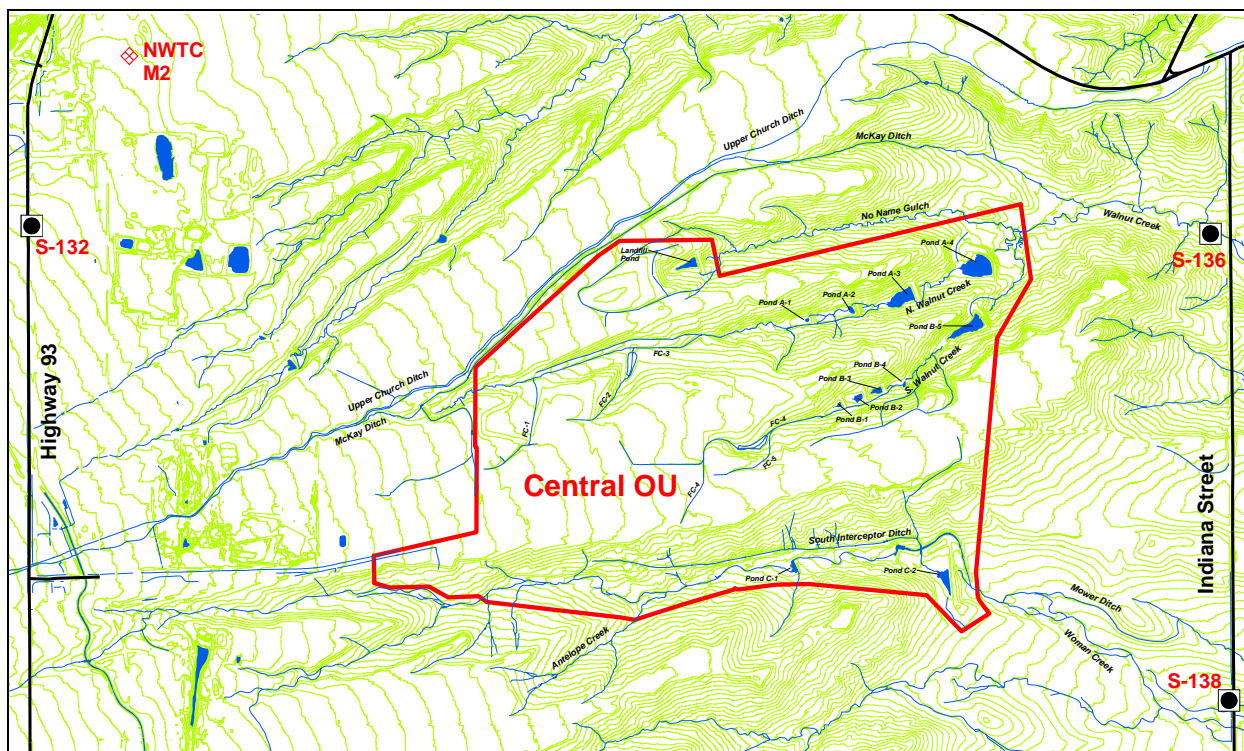 NWTC
M2
Upper Church Ditch
McKay Ditch
No Name Gulch
Walnut Creek
S-132
S-136
Landfill
Pond
Pond A-4
Pond A-3
Pond A-2
Pond A-1
N. Walnut Creek
Pond B-5
FC-3
Highway 93
Upper Church Ditch
Pond B-4
Pond B-3
S. Walnut Creek
FC-2
Pond B-2
Pond B-1
McKay Ditch
FC-1
FC-4
FC-5
Central OU
FC-4
Indiana Street
South Interceptor Ditch
Pond C-1
Pond C-2
Mower Ditch
Woman Creek
Antelope Creek
S-138